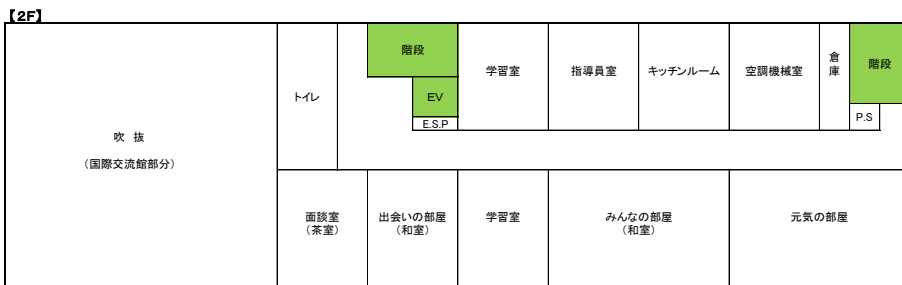 【2F】
階段
学習室
指導員室
キッチンルーム
空調機械室
倉庫
階段
トイレ
EV
E.S.P
P.S
吹 抜
（国際交流館部分）
面談室
（茶室）
出会いの部屋
（和室）
学習室
みんなの部屋
（和室）
元気の部屋